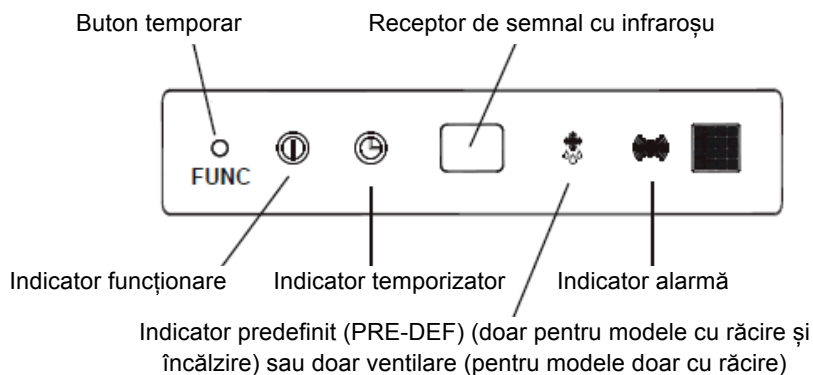 Buton temporar
Receptor de semnal cu infraroșu
FUNC
Indicator funcționare
Indicator temporizator
Indicator alarmă
Indicator predefinit (PRE-DEF) (doar pentru modele cu răcire și
încălzire) sau doar ventilare (pentru modele doar cu răcire)